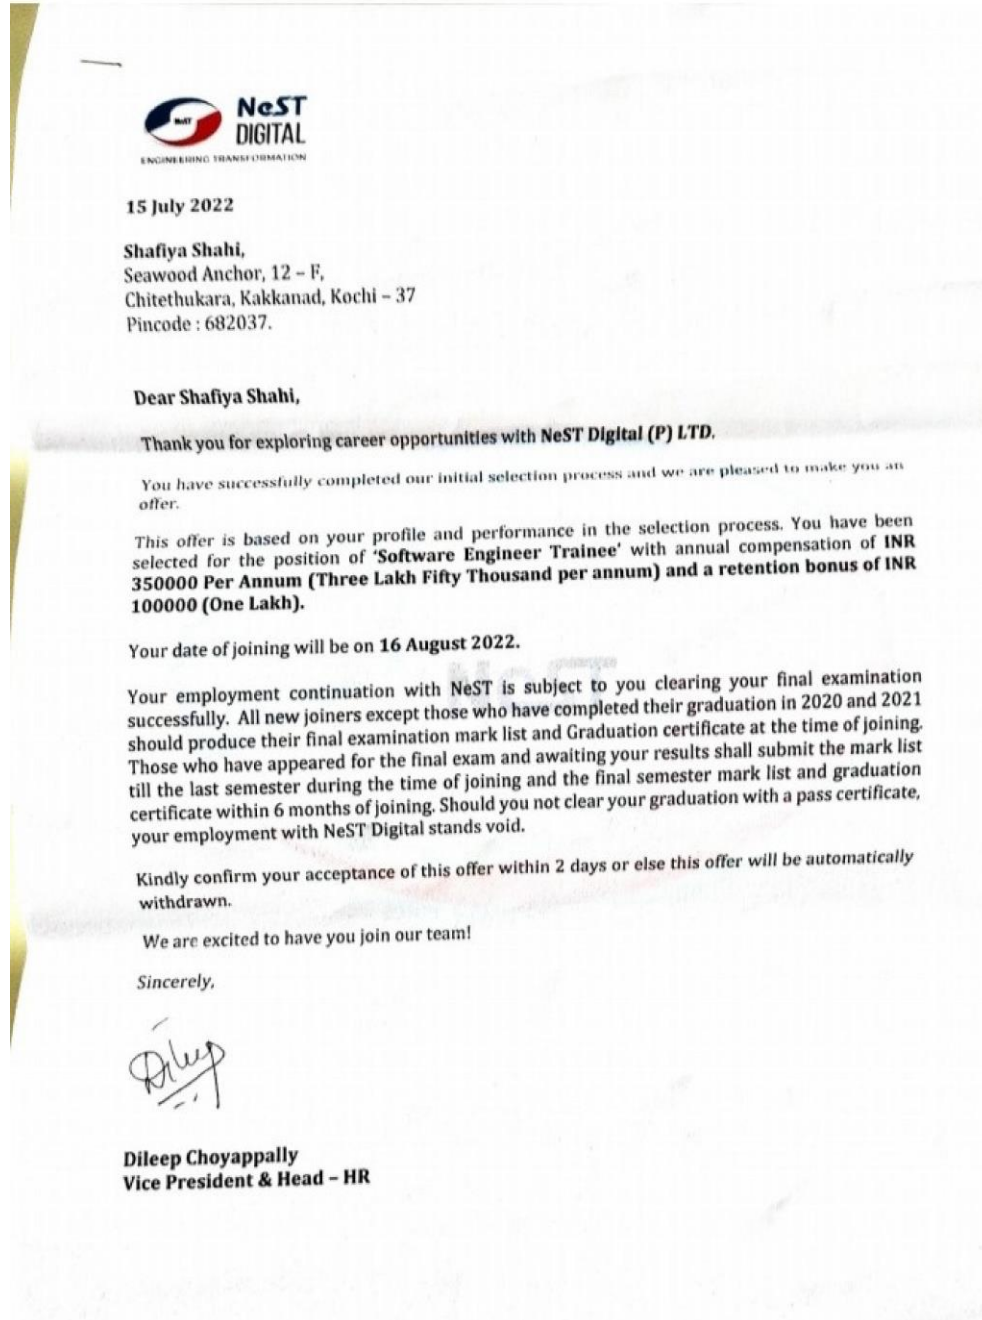 NeST
NeST
DIGITAL
ENGINEERING TRANSFORMATION
15 July 2022
Shafiya Shahi,
Seawood Anchor, 12 – F,
Chitethukara, Kakkanad, Kochi – 37
Pincode : 682037.
Dear Shafiya Shahi,
Thank you for exploring career opportunities with NeST Digital (P) LTD.
You have successfully completed our initial selection process and we are pleased to make you an
offer.
This offer is based on your profile and performance in the selection process. You have been
selected for the position of ‘Software Engineer Trainee’ with annual compensation of INR
350000 Per Annum (Three Lakh Fifty Thousand per annum) and a retention bonus of INR
100000 (One Lakh).
Your date of joining will be on 16 August 2022.
NeST
Your employment continuation with NeST is subject to you clearing your final examination
successfully. All new joiners except those who have completed their graduation in 2020 and 2021
should produce their final examination mark list and Graduation certificate at the time of joining.
Those who have appeared for the final exam and awaiting your results shall submit the mark list
till the last semester during the time of joining and the final semester mark list and graduation
certificate within 6 months of joining. Should you not clear your graduation with a pass certificate,
your employment with NeST Digital stands void.
Kindly confirm your acceptance of this offer within 2 days or else this offer will be automatically
withdrawn.
We are excited to have you join our team!
Sincerely,
Dileep
Dileep Choyappally
Vice President & Head – HR